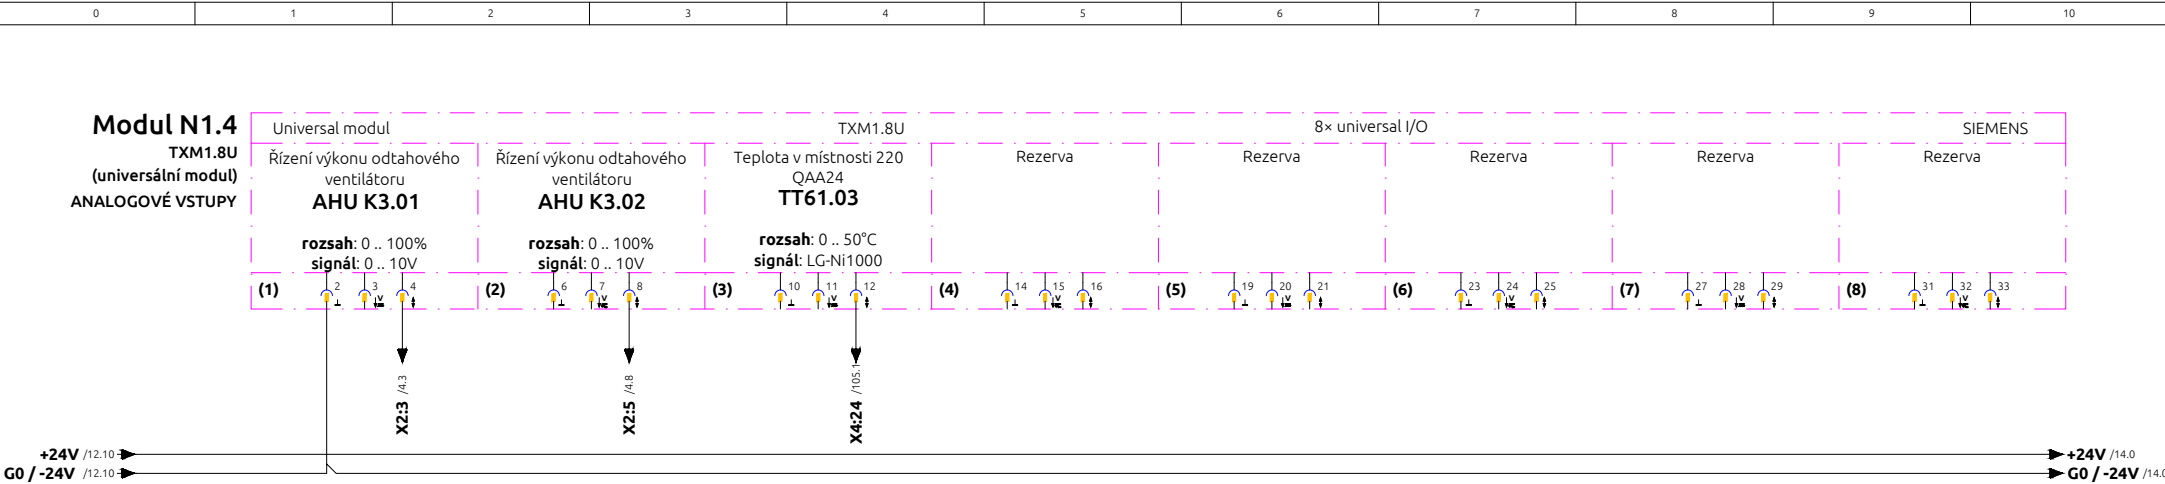 0 1 2 3 4 5 6 7 8 9 10
Modul N1.4
TXM1.8U
(universální modul)
ANALOGOVÉ VSTUPY
Universal modul TXM1.8U 8× universal I/O SIEMENS
Řízení výkonu odtahového
ventilátoru
AHU K3.01
rozsah: 0 .. 100%
signál: 0 .. 10V
Řízení výkonu odtahového
ventilátoru
AHU K3.02
rozsah: 0 .. 100%
signál: 0 .. 10V
Teplota v místnosti 220
QAA24
TT61.03
rozsah: 0 .. 50°C
signál: LG-Ni1000
Rezerva
Rezerva
Rezerva
Rezerva
Rezerva
(1) 2 3 4 (2) 6 7 8 (3) 10 11 12 (4) 14 15 16 (5) 19 20 21 (6) 23 24 25 (7) 27 28 29 (8) 31 32 33
X2:3 /4.3
X2:5 /4.8
X4:24 /105.1
+24V /12.10 +24V /14.0
G0 / -24V /12.10 G0 / -24V /14.0